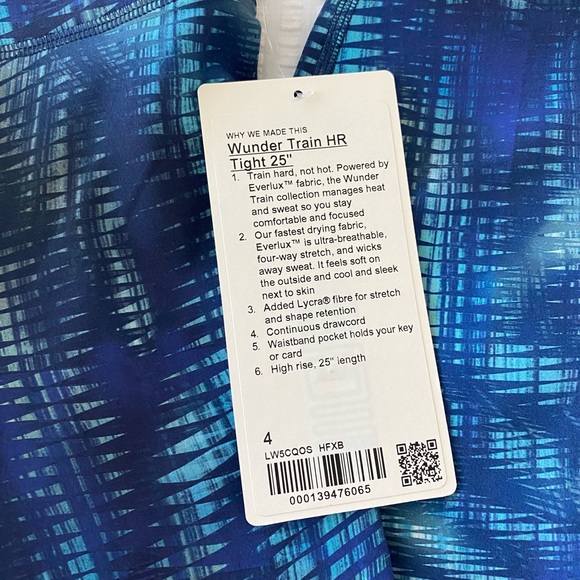 WHY WE MADE THIS
Wunder Train HR
Tight 25"
1. Train hard, not hot. Powered by
Everlux™ fabric, the Wunder
Train collection manages heat
and sweat so you stay
comfortable and focused
2. Our fastest drying fabric,
Everlux™ is ultra-breathable,
four-way stretch, and wicks
away sweat. It feels soft on
the outside and cool and sleek
next to skin
3. Added Lycra® fibre for stretch
and shape retention
4. Continuous drawcord
5. Waistband pocket holds your key
or card
6. High rise, 25" length
4
LW5CQOS HFXB
000139476065